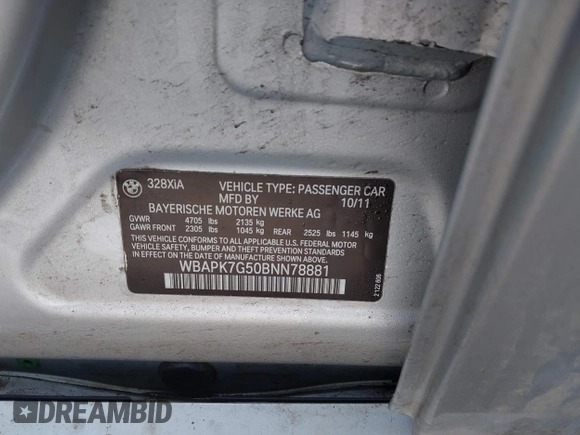 328XiA VEHICLE TYPE: PASSENGER CAR
MFD BY 10/11
BAYERISCHE MOTOREN WERKE AG
GVWR 4705 lbs 2135 kg
GAWR FRONT 2305 lbs 1045 kg REAR 2525 lbs 1145 kg
THIS VEHICLE CONFORMS TO ALL APPLICABLE U.S. FEDERAL MOTOR
VEHICLE SAFETY, BUMPER, AND THEFT PREVENTION STANDARDS
IN EFFECT ON THE DATE OF MANUFACTURE SHOWN ABOVE.
WBAPK7G50BNN78881
DREAMBID